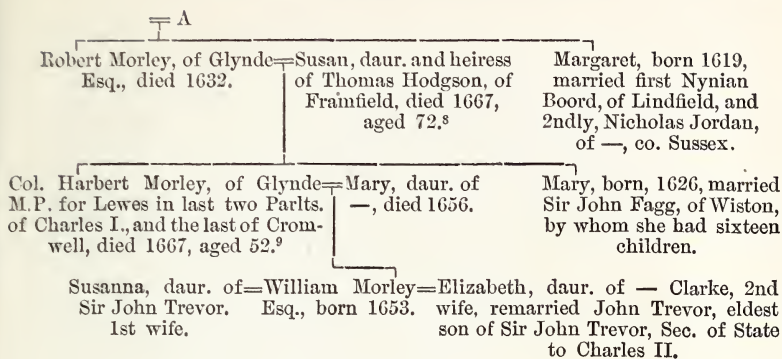 A
Robert Morley, of Glynde
Esq., died 1632.
Susan, daur. and heiress
of Thomas Hodgson, of
Framfield, died 1667,
aged 72.⁸
Margaret, born 1619,
married first Nynian
Boord, of Lindfield, and
2ndly, Nicholas Jordan,
of —, co. Sussex.
Col. Harbert Morley, of Glynde
M.P. for Lewes in last two Parlts.
of Charles I., and the last of Crom-
well, died 1667, aged 52.⁹
Mary, daur. of
—, died 1656.
Mary, born, 1626, married
Sir John Fagg, of Wiston,
by whom she had sixteen
children.
Susanna, daur. of
Sir John Trevor.
1st wife.
William Morley
Esq., born 1653.
Elizabeth, daur. of — Clarke, 2nd
wife, remarried John Trevor, eldest
son of Sir John Trevor, Sec. of State
to Charles II.